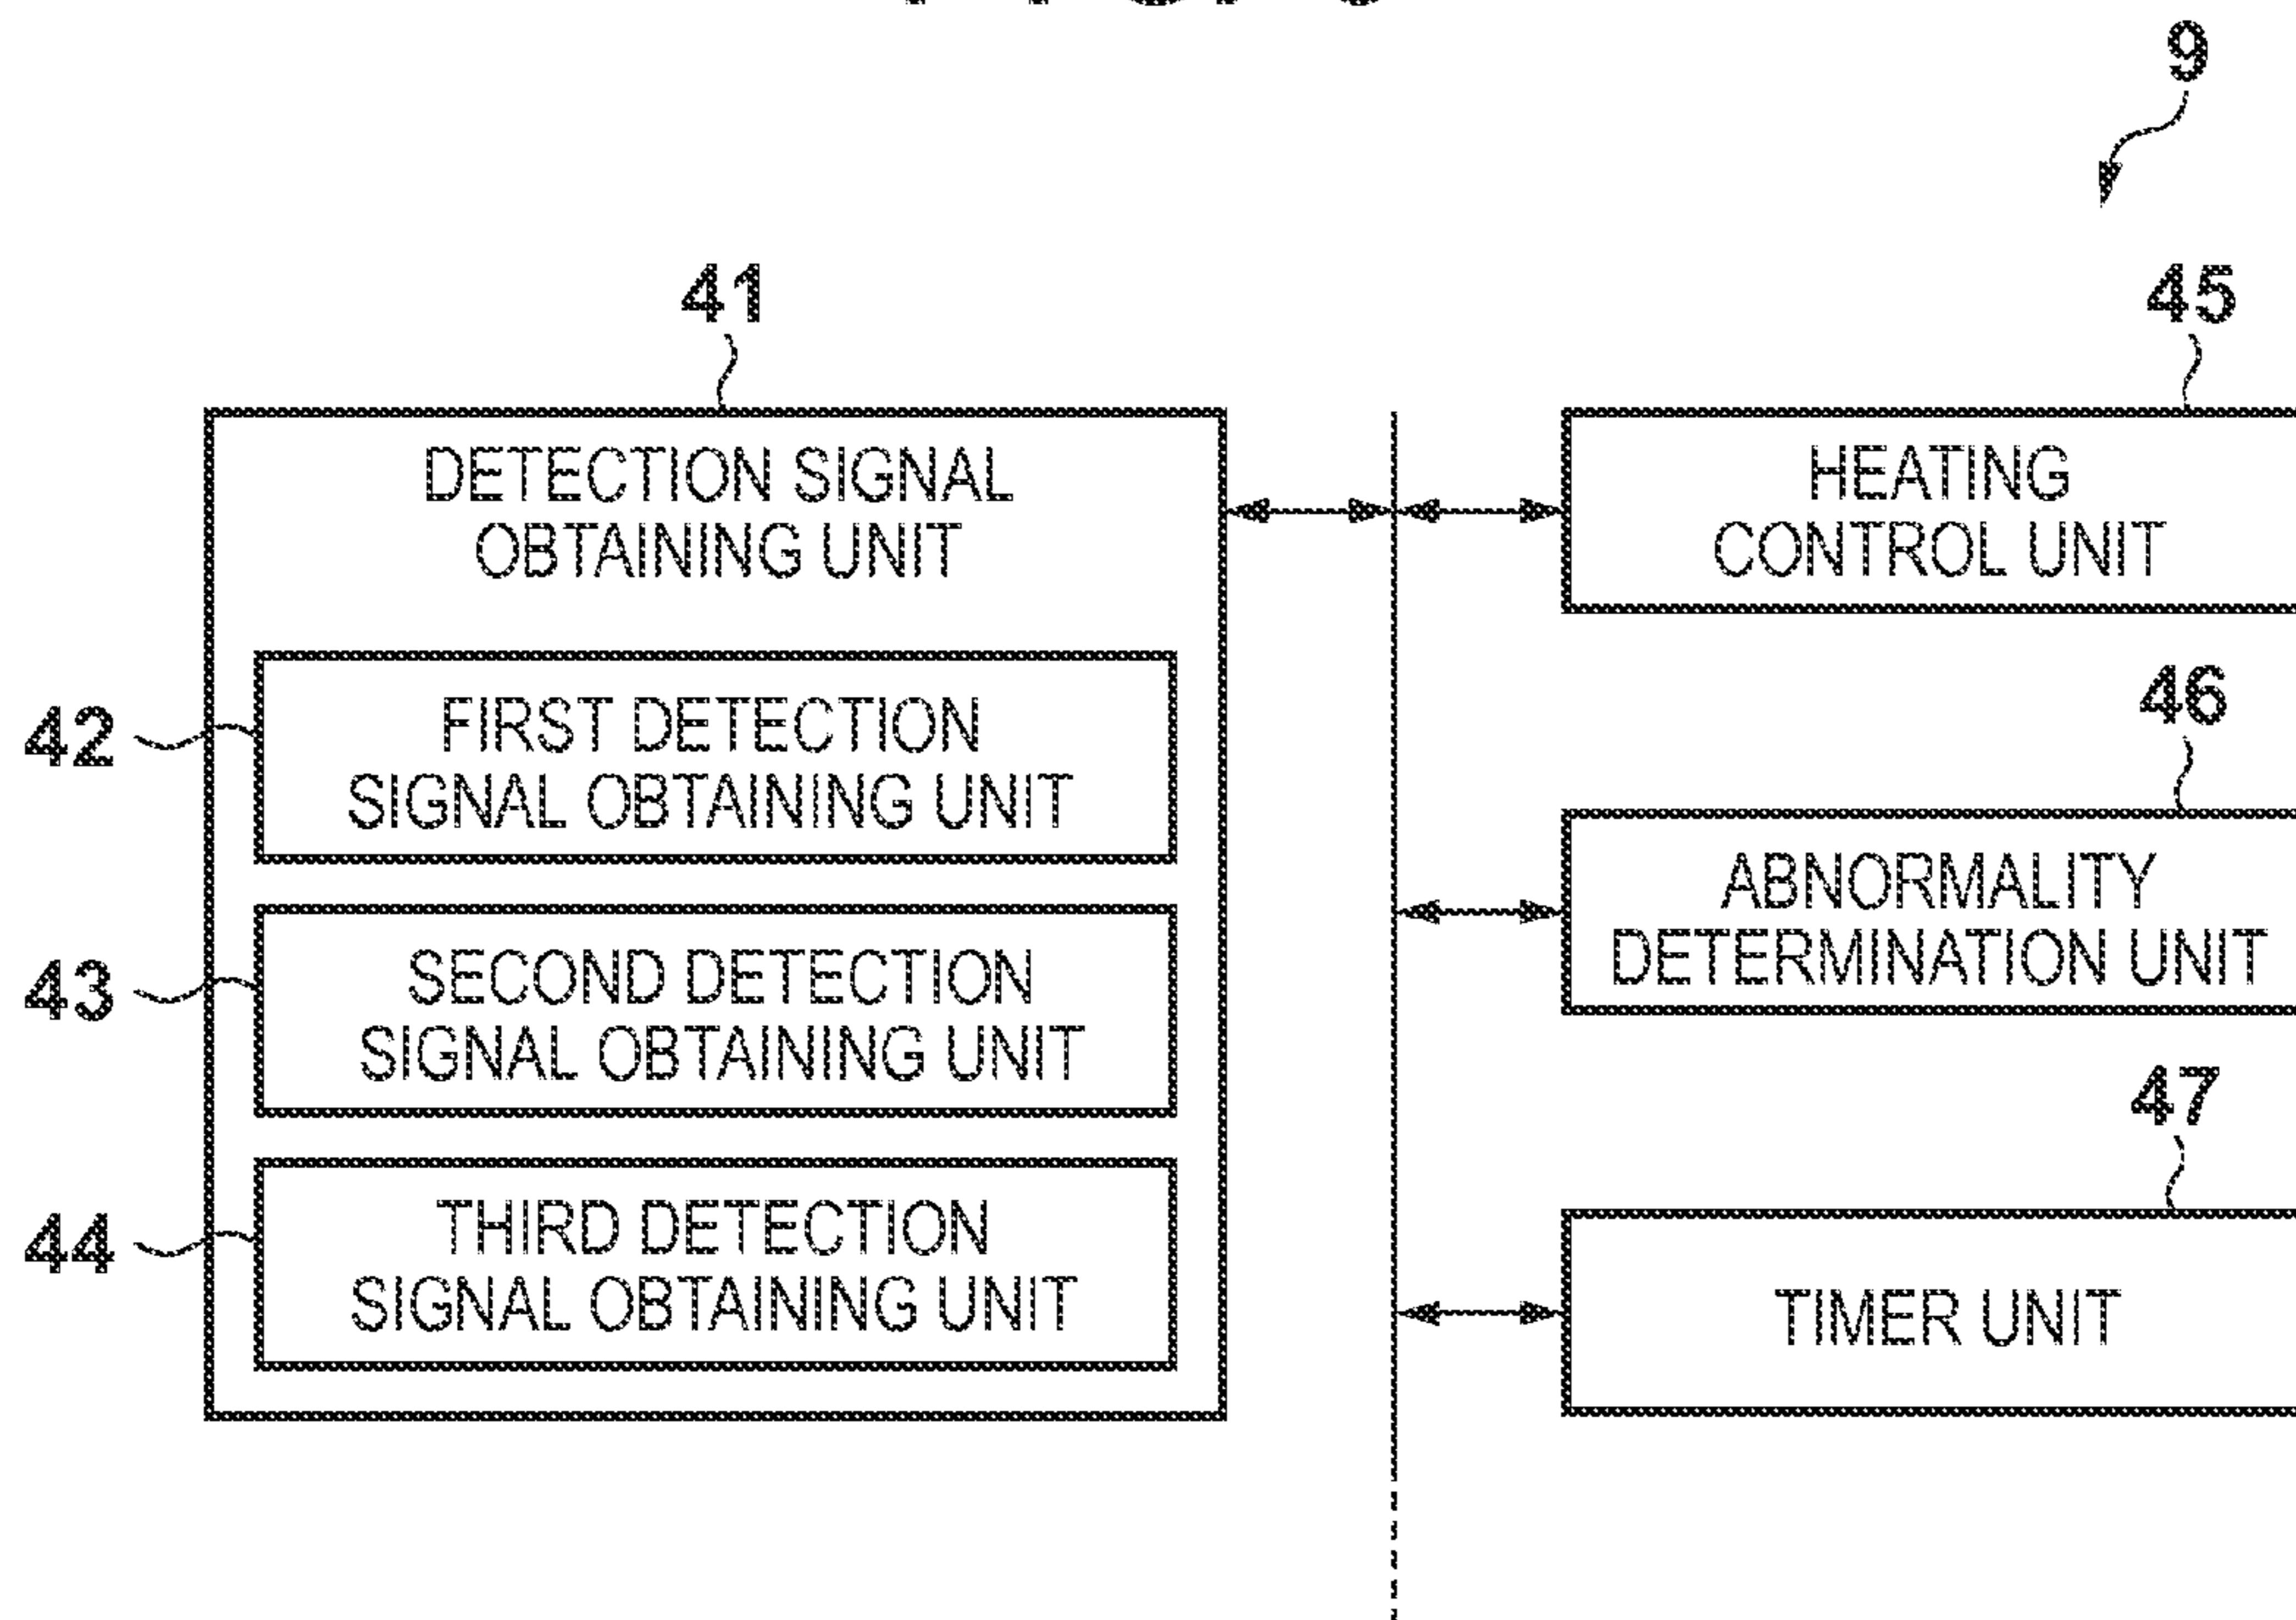 9
41
DETECTION SIGNAL
OBTAINING UNIT
42
FIRST DETECTION
SIGNAL OBTAINING UNIT
43
SECOND DETECTION
SIGNAL OBTAINING UNIT
44
THIRD DETECTION
SIGNAL OBTAINING UNIT
45
HEATING
CONTROL UNIT
46
ABNORMALITY
DETERMINATION UNIT
47
TIMER UNIT